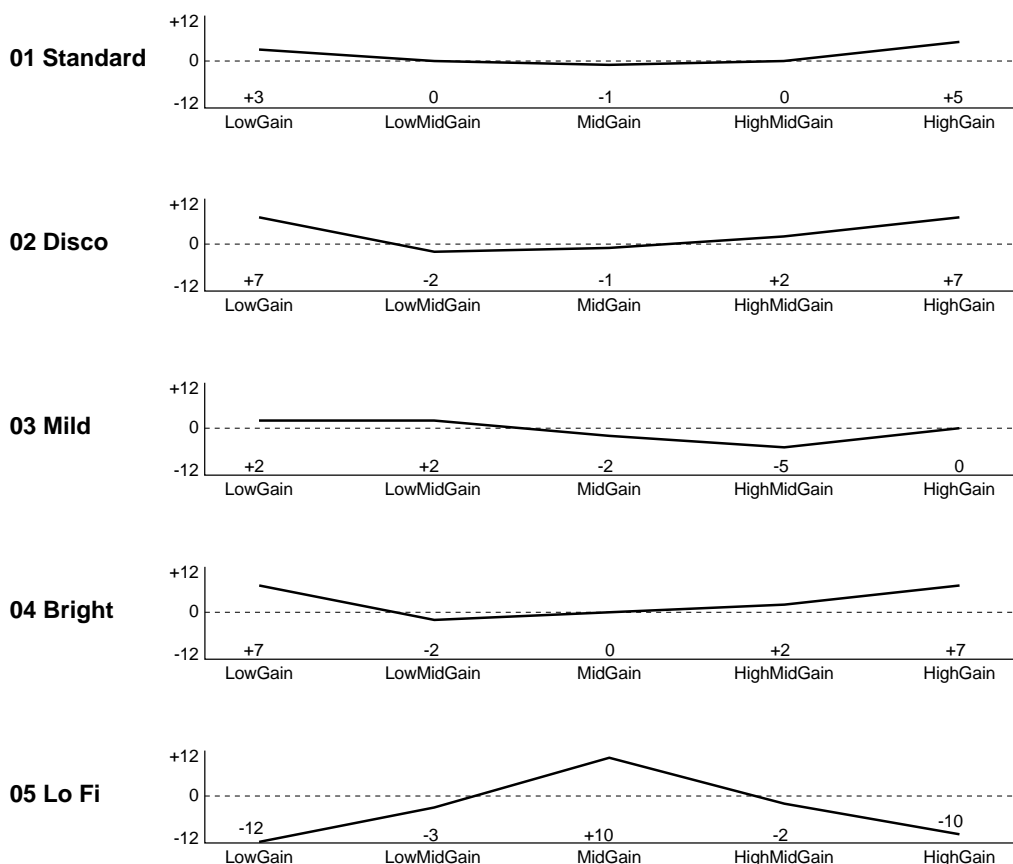 +12
01 Standard
0
-12
+3 0 -1 0 +5
LowGain LowMidGain MidGain HighMidGain HighGain
+12
02 Disco
0
-12
+7 -2 -1 +2 +7
LowGain LowMidGain MidGain HighMidGain HighGain
+12
03 Mild
0
-12
+2 +2 -2 -5 0
LowGain LowMidGain MidGain HighMidGain HighGain
+12
04 Bright
0
-12
+7 -2 0 +2 +7
LowGain LowMidGain MidGain HighMidGain HighGain
+12
05 Lo Fi
0
-12
-12 -3 +10 -2 -10
LowGain LowMidGain MidGain HighMidGain HighGain